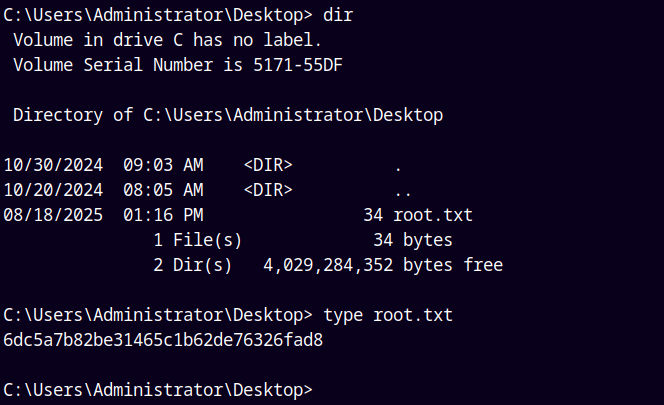 C:\Users\Administrator\Desktop> dir
 Volume in drive C has no label.
 Volume Serial Number is 5171-55DF

 Directory of C:\Users\Administrator\Desktop

10/30/2024  09:03 AM    <DIR>          .
10/20/2024  08:05 AM    <DIR>          ..
08/18/2025  01:16 PM                34 root.txt
               1 File(s)             34 bytes
               2 Dir(s)   4,029,284,352 bytes free

C:\Users\Administrator\Desktop> type root.txt
6dc5a7b82be31465c1b62de76326fad8

C:\Users\Administrator\Desktop>